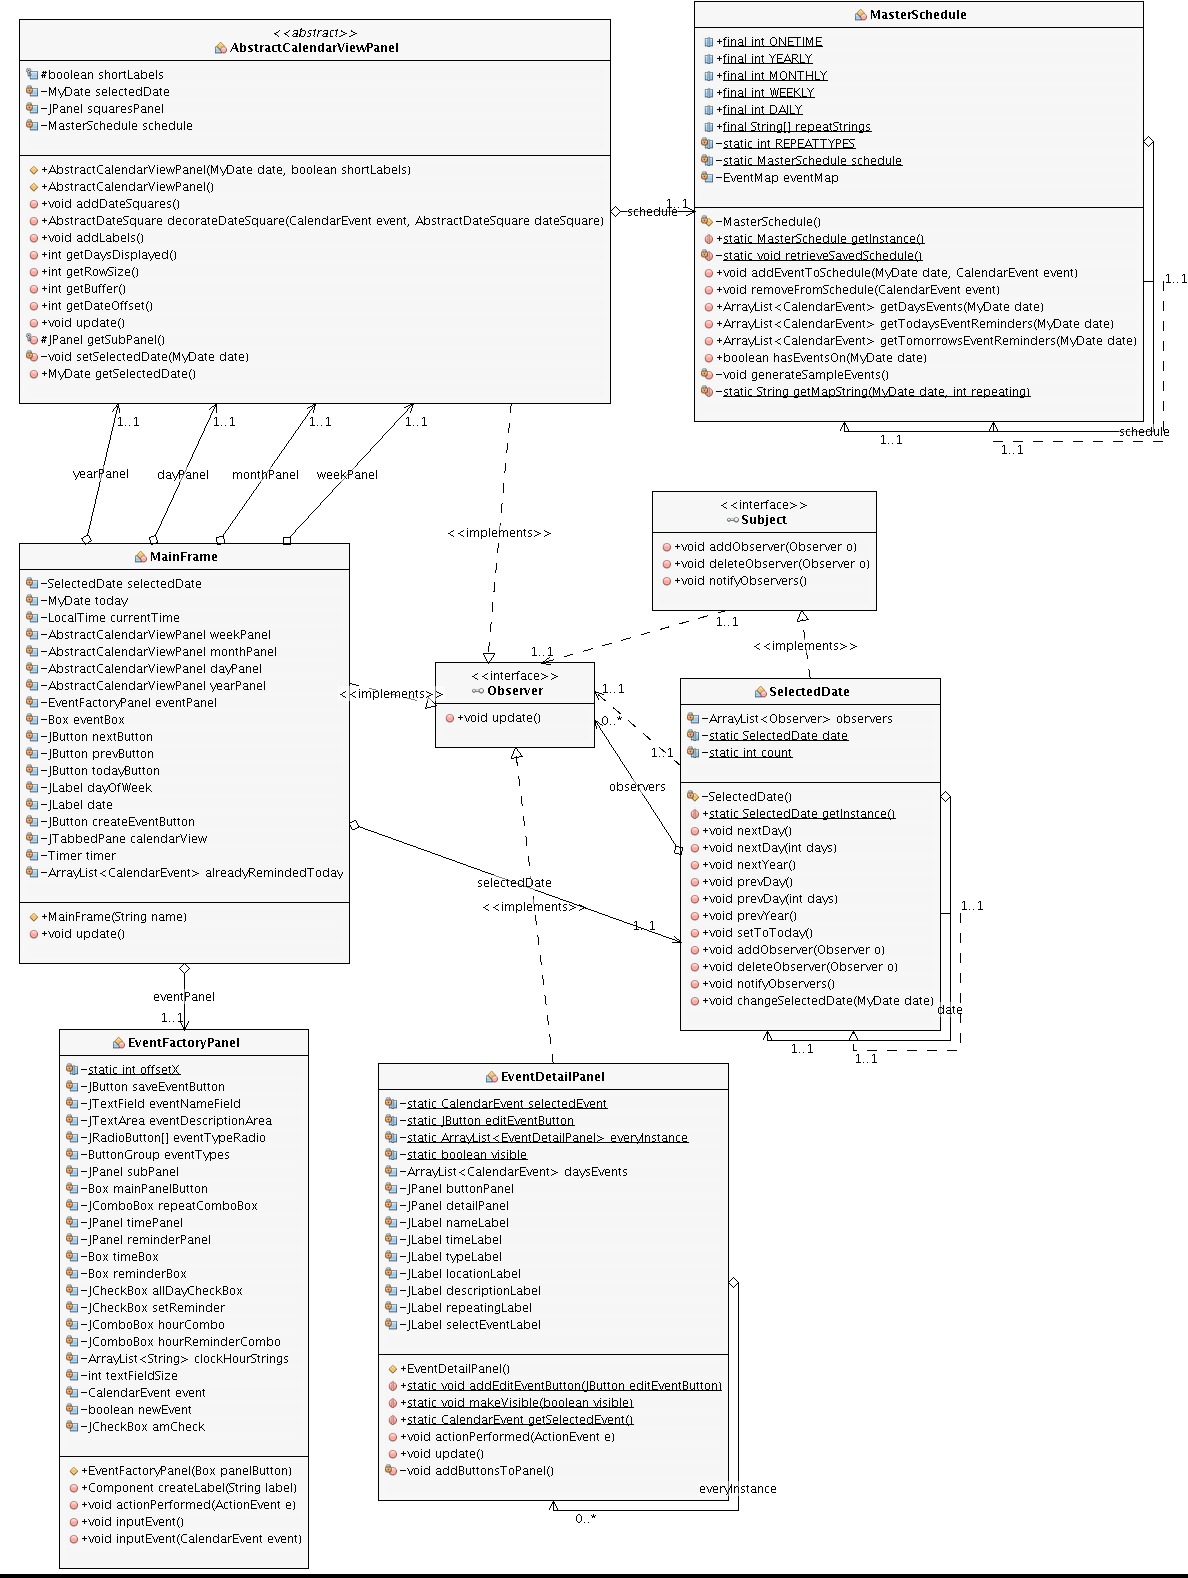 <<abstract>>
AbstractCalendarViewPanel
#boolean shortLabels
-MyDate selectedDate
-JPanel squaresPanel
-MasterSchedule schedule
+AbstractCalendarViewPanel(MyDate date, boolean shortLabels)
+AbstractCalendarViewPanel()
+void addDateSquares()
+AbstractDateSquare decorateDateSquare(CalendarEvent event, AbstractDateSquare dateSquare)
+void addLabels()
+int getDaysDisplayed()
+int getRowSize()
+int getBuffer()
+int getDateOffset()
+void update()
#JPanel getSubPanel()
-void setSelectedDate(MyDate date)
+MyDate getSelectedDate()
MasterSchedule
+final int ONETIME
+final int YEARLY
+final int MONTHLY
+final int WEEKLY
+final int DAILY
+final String[] repeatStrings
-static int REPEATTYPES
-static MasterSchedule schedule
-EventMap eventMap
-MasterSchedule()
+static MasterSchedule getInstance()
-static void retrieveSavedSchedule()
+void addEventToSchedule(MyDate date, CalendarEvent event)
+void removeFromSchedule(CalendarEvent event)
+ArrayList<CalendarEvent> getDaysEvents(MyDate date)
+ArrayList<CalendarEvent> getTodaysEventReminders(MyDate date)
+ArrayList<CalendarEvent> getTomorrowsEventReminders(MyDate date)
+boolean hasEventsOn(MyDate date)
-void generateSampleEvents()
-static String getMapString(MyDate date, int repeating)
schedule
1..1
1..1
schedule
1..1
1..1
1..1
1..1
1..1
1..1
yearPanel
dayPanel
monthPanel
weekPanel
<<implements>>
<<interface>>
Subject
+void addObserver(Observer o)
+void deleteObserver(Observer o)
+void notifyObservers()
1..1
1..1
<<implements>>
MainFrame
-SelectedDate selectedDate
-MyDate today
-LocalTime currentTime
-AbstractCalendarViewPanel weekPanel
-AbstractCalendarViewPanel monthPanel
-AbstractCalendarViewPanel dayPanel
-AbstractCalendarViewPanel yearPanel
-EventFactoryPanel eventPanel
-Box eventBox
-JButton nextButton
-JButton prevButton
-JButton todayButton
-JLabel dayOfWeek
-JLabel date
-JButton createEventButton
-JTabbedPane calendarView
-Timer timer
-ArrayList<CalendarEvent> alreadyRemindedToday
+MainFrame(String name)
+void update()
<<implements>>
<<interface>>
Observer
+void update()
1..1
0..*
1..1
observers
SelectedDate
-ArrayList<Observer> observers
-static SelectedDate date
-static int count
-SelectedDate()
+static SelectedDate getInstance()
+void nextDay()
+void nextDay(int days)
+void nextYear()
+void prevDay()
+void prevDay(int days)
+void prevYear()
+void setToToday()
+void addObserver(Observer o)
+void deleteObserver(Observer o)
+void notifyObservers()
+void changeSelectedDate(MyDate date)
1..1
date
1..1
1..1
selectedDate
<<implements>>
1..1
eventPanel
1..1
EventFactoryPanel
-static int offsetX
-JButton saveEventButton
-JTextField eventNameField
-JTextArea eventDescriptionArea
-JRadioButton[] eventTypeRadio
-ButtonGroup eventTypes
-JPanel subPanel
-Box mainPanelButton
-JComboBox repeatComboBox
-JPanel timePanel
-JPanel reminderPanel
-Box timeBox
-Box reminderBox
-JCheckBox allDayCheckBox
-JCheckBox setReminder
-JComboBox hourCombo
-JComboBox hourReminderCombo
-ArrayList<String> clockHourStrings
-int textFieldSize
-CalendarEvent event
-boolean newEvent
-JCheckBox amCheck
+EventFactoryPanel(Box panelButton)
+Component createLabel(String label)
+void actionPerformed(ActionEvent e)
+void inputEvent()
+void inputEvent(CalendarEvent event)
EventDetailPanel
-static CalendarEvent selectedEvent
-static JButton editEventButton
-static ArrayList<EventDetailPanel> everyInstance
-static boolean visible
-ArrayList<CalendarEvent> daysEvents
-JPanel buttonPanel
-JPanel detailPanel
-JLabel nameLabel
-JLabel timeLabel
-JLabel typeLabel
-JLabel locationLabel
-JLabel descriptionLabel
-JLabel repeatingLabel
-JLabel selectEventLabel
+EventDetailPanel()
+static void addEditEventButton(JButton editEventButton)
+static void makeVisible(boolean visible)
+static CalendarEvent getSelectedEvent()
+void actionPerformed(ActionEvent e)
+void update()
-void addButtonsToPanel()
everyInstance
0..*